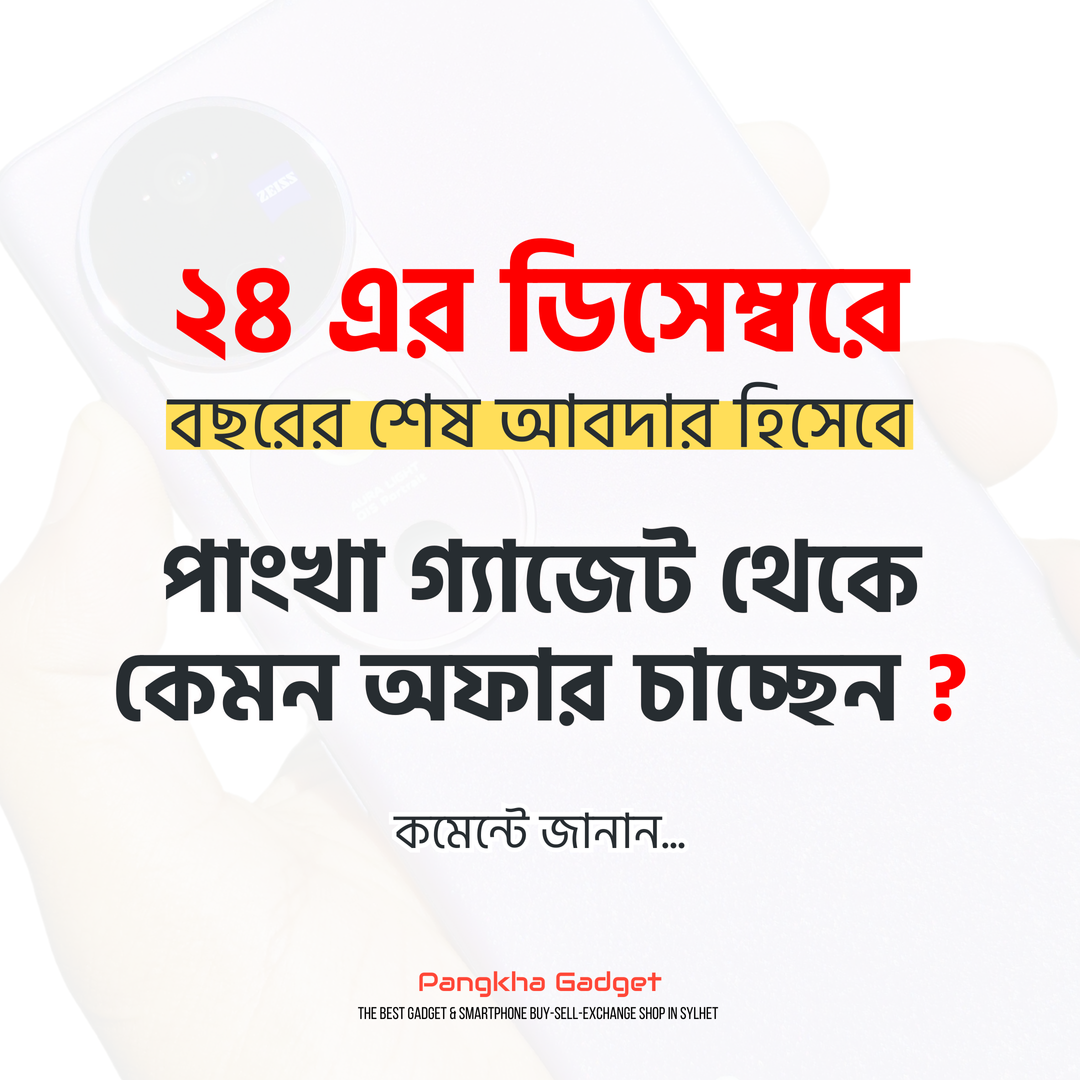 ZEISS
২৪ এর ডিসেম্বরে
বছরের শেষ আবদার হিসেবে
পাংখা গ্যাজেট থেকে
কেমন অফার চাচ্ছেন ?
কমেন্টে জানান...
Pangkha Gadget
THE BEST GADGET & SMARTPHONE BUY-SELL-EXCHANGE SHOP IN SYLHET